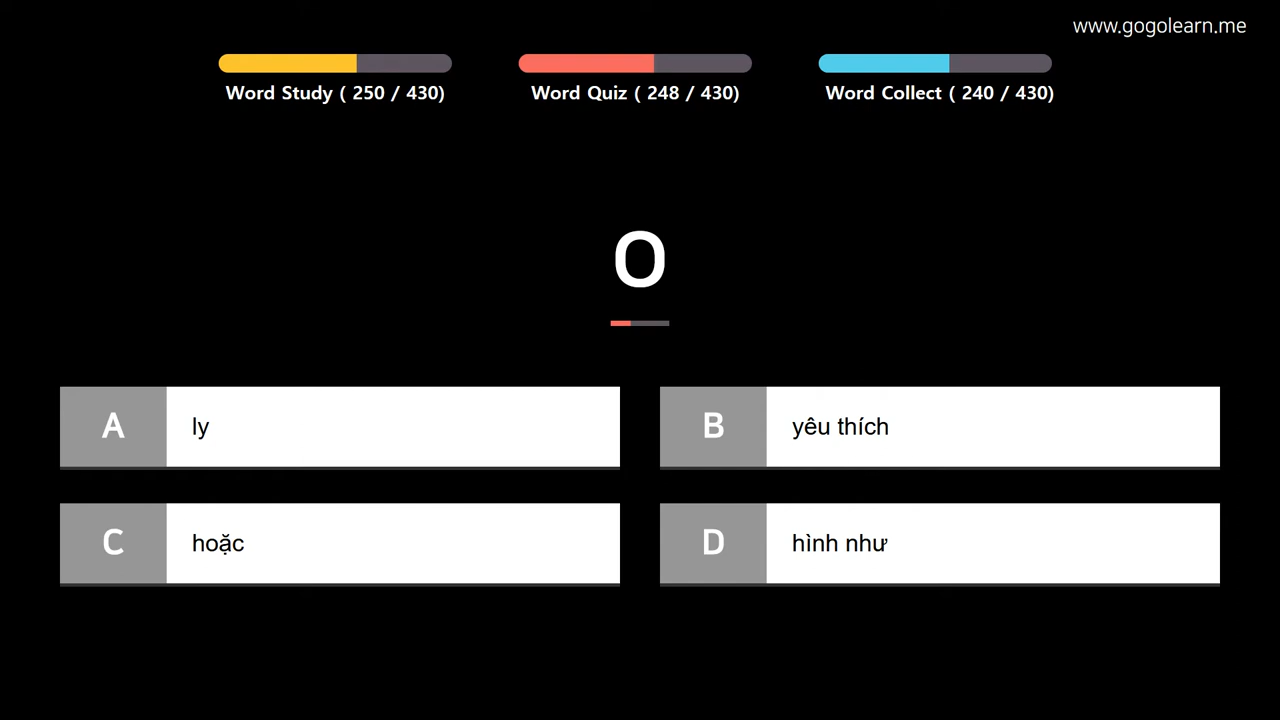 www.gogolearn.me
Word Study ( 250 / 430)
Word Quiz ( 248 / 430)
Word Collect ( 240 / 430)
O
A ly
B yêu thích
C hoặc
D hình như